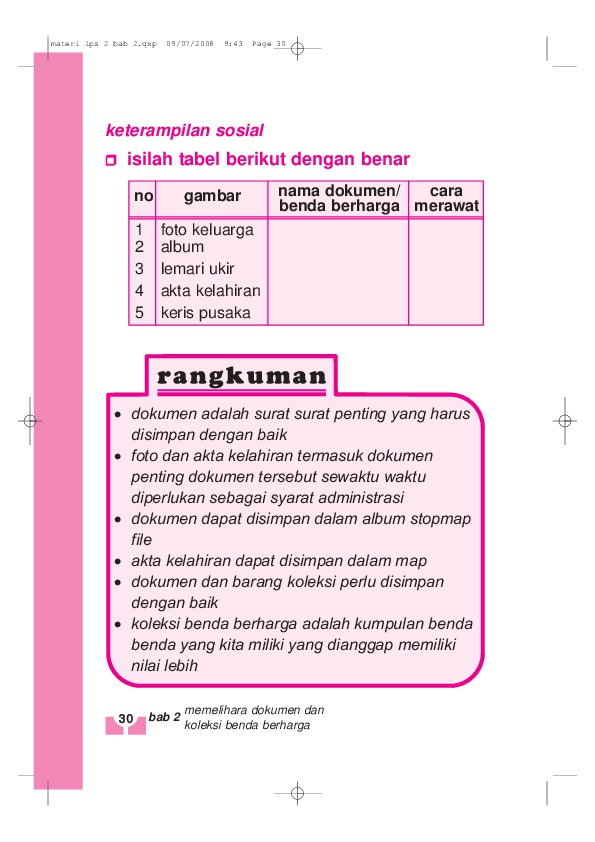 materi ips 2 bab 2.qxp 09/07/2008 9:43 Page 30
keterampilan sosial
isilah tabel berikut dengan benar
no gambar nama dokumen/ benda berharga cara merawat
1 foto keluarga
2 album
3 lemari ukir
4 akta kelahiran
5 keris pusaka
rangkuman
• dokumen adalah surat surat penting yang harus
disimpan dengan baik
• foto dan akta kelahiran termasuk dokumen
penting dokumen tersebut sewaktu waktu
diperlukan sebagai syarat administrasi
• dokumen dapat disimpan dalam album stopmap
file
• akta kelahiran dapat disimpan dalam map
• dokumen dan barang koleksi perlu disimpan
dengan baik
• koleksi benda berharga adalah kumpulan benda
benda yang kita miliki yang dianggap memiliki
nilai lebih
30 bab 2 memelihara dokumen dan
koleksi benda berharga